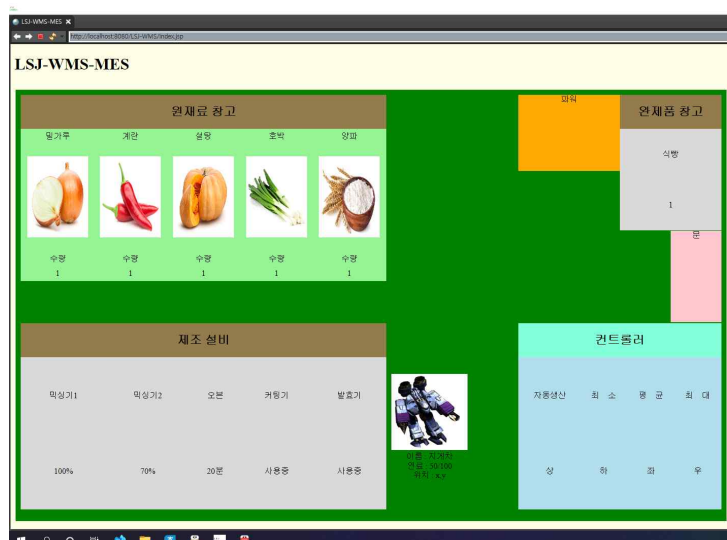 LSJ-WMS-MES
http://localhost:8080/LSJ-WMS/index.jsp
LSJ-WMS-MES
원재료 창고
밀가루 계란 설탕 호박 양파
수량 수량 수량 수량 수량
1 1 1 1 1
파워
완제품 창고
식빵
1
문
제조 설비
믹싱기1 믹싱기2 오븐 커팅기 발효기
100% 70% 20분 사용중 사용중
이름 지게차
연료 50/100
위치 x,y
컨트롤러
자동생산 최 소 평 균 최 대
상 하 좌 우